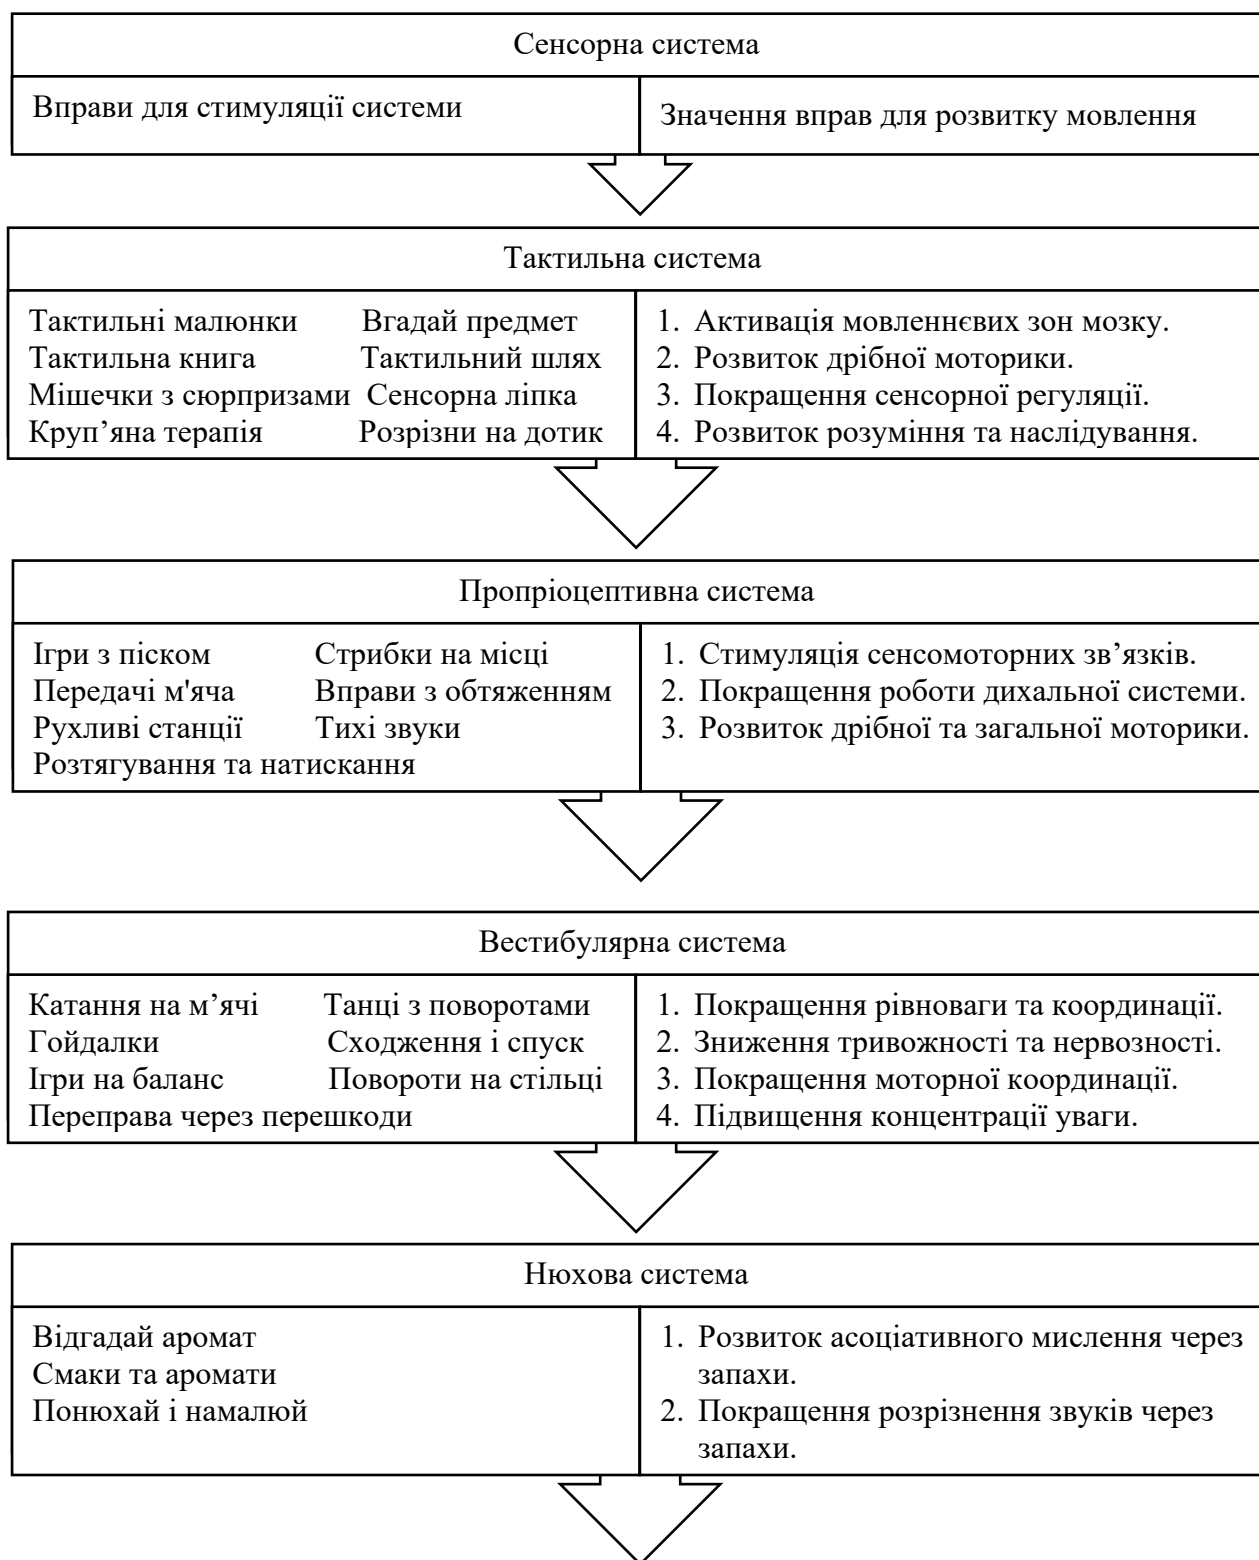 Сенсорна система
Вправи для стимуляції системи
Значення вправ для розвитку мовлення
Тактильна система
Тактильні малюнки Вгадай предмет
Тактильна книга Тактильний шлях
Мішечки з сюрпризами Сенсорна ліпка
Круп’яна терапія Розрізни на дотик
1. Активація мовленнєвих зон мозку.
2. Розвиток дрібної моторики.
3. Покращення сенсорної регуляції.
4. Розвиток розуміння та наслідування.
Пропріоцептивна система
Ігри з піском Стрибки на місці
Передачі м'яча Вправи з обтяженням
Рухливі станції Тихі звуки
Розтягування та натискання
1. Стимуляція сенсомоторних зв’язків.
2. Покращення роботи дихальної системи.
3. Розвиток дрібної та загальної моторики.
Вестибулярна система
Катання на м’ячі Танці з поворотами
Гойдалки Сходження і спуск
Ігри на баланс Повороти на стільці
Переправа через перешкоди
1. Покращення рівноваги та координації.
2. Зниження тривожності та нервозності.
3. Покращення моторної координації.
4. Підвищення концентрації уваги.
Нюхова система
Відгадай аромат
Смаки та аромати
Понюхай і намалюй
1. Розвиток асоціативного мислення через
запахи.
2. Покращення розрізнення звуків через
запахи.